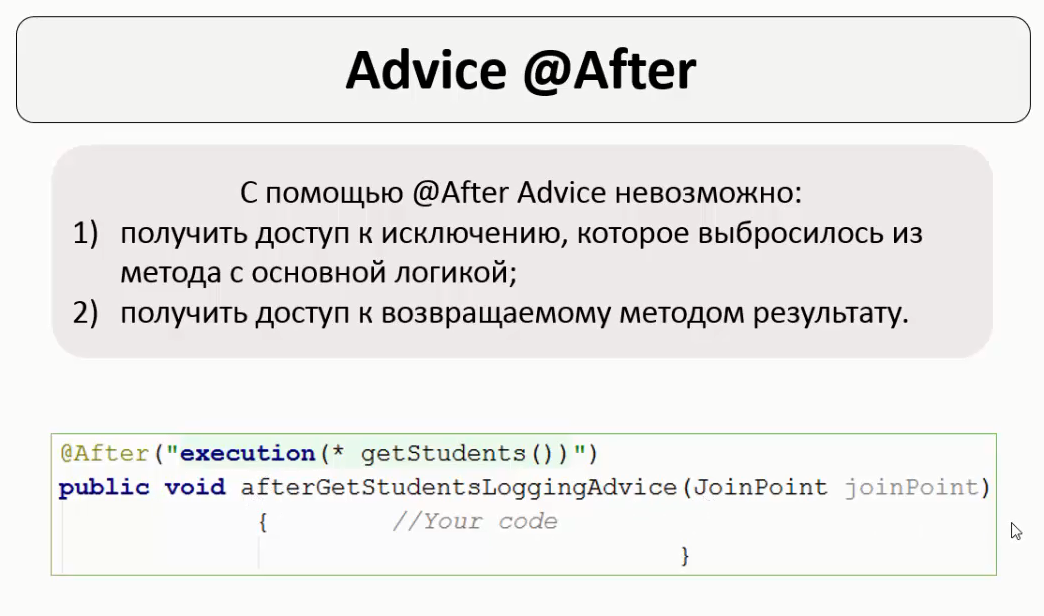 Advice @After
С помощью @After Advice невозможно:
1) получить доступ к исключению, которое выбросилось из
метода с основной логикой;
2) получить доступ к возвращаемому методом результату.
@After("execution(* getStudents())")
public void afterGetStudentsLoggingAdvice(JoinPoint joinPoint)
{ //Your code
}